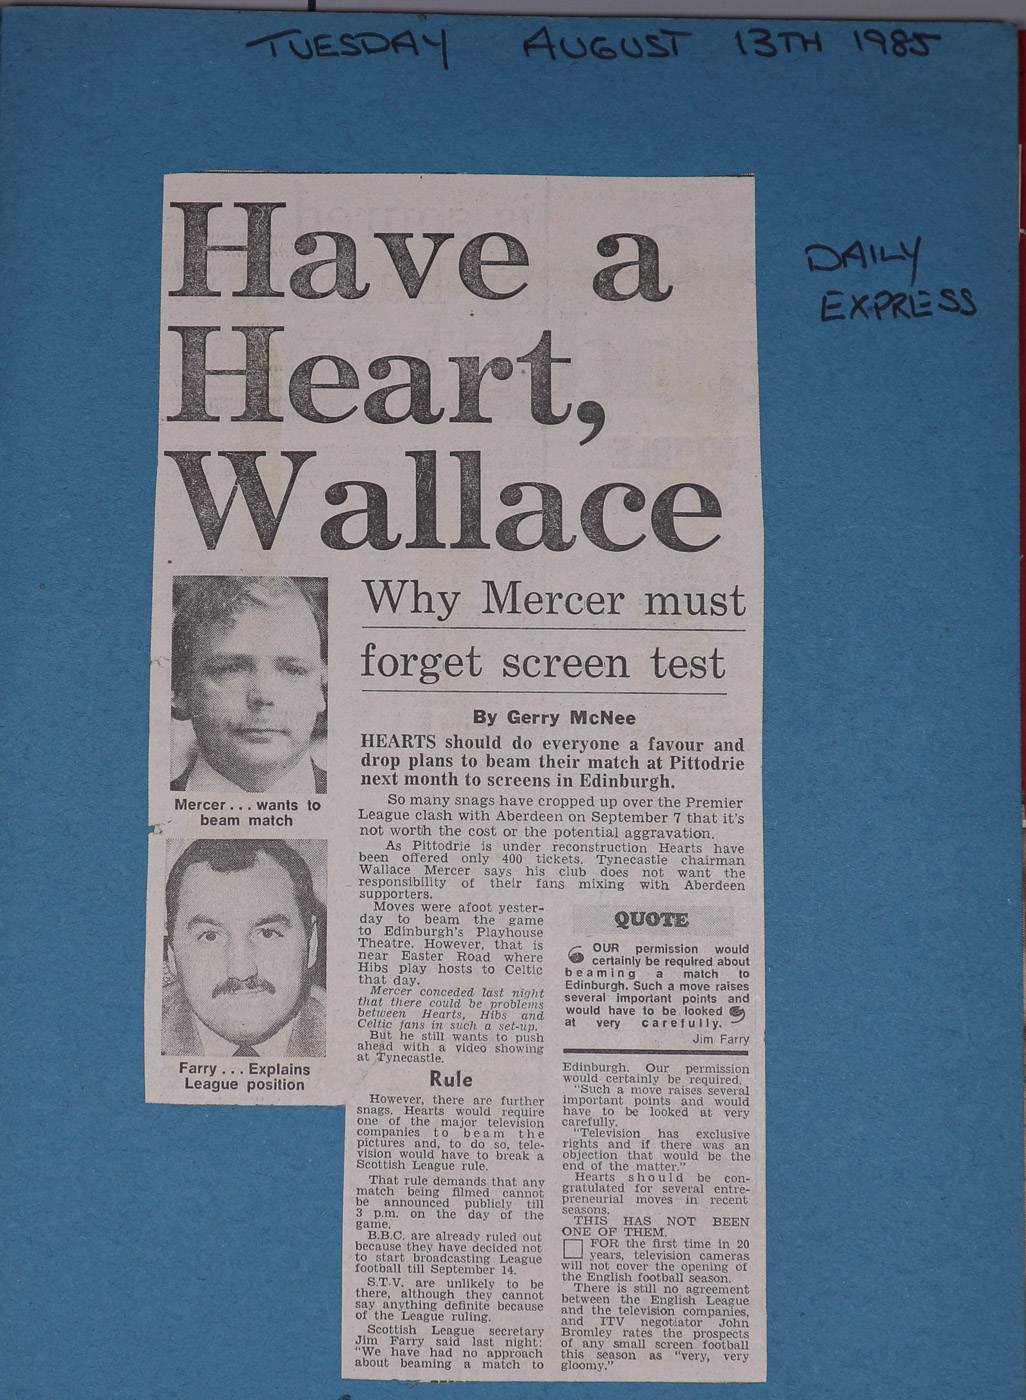 TUESDAY AUGUST 13TH 1985
DAILY
EXPRESS
Have a
Heart,
Wallace
Why Mercer must
forget screen test
Mercer . . . wants to
beam match
Farry . . . Explains
League position
By Gerry McNee
HEARTS should do everyone a favour and
drop plans to beam their match at Pittodrie
next month to screens in Edinburgh.
So many snags have cropped up over the Premier
League clash with Aberdeen on September 7 that it's
not worth the cost or the potential aggravation.
As Pittodrie is under reconstruction Hearts have
been offered only 400 tickets. Tynecastle chairman
Wallace Mercer says his club does not want the
responsibility of their fans mixing with Aberdeen
supporters.
Moves were afoot yester-
day to beam the game
to Edinburgh's Playhouse
Theatre. However, that is
near Easter Road where
Hibs play hosts to Celtic
that day.
Mercer conceded last night
that there could be problems
between Hearts, Hibs and
Celtic fans in such a set-up.
But he still wants to push
ahead with a video showing
at Tynecastle.
Rule
However, there are further
snags. Hearts would require
one of the major television
companies to beam the
pictures and, to do so, tele-
vision would have to break a
Scottish League rule.
That rule demands that any
match being filmed cannot
be announced publicly till
3 p.m. on the day of the
game.
B.B.C. are already ruled out
because they have decided not
to start broadcasting League
football till September 14.
S.T.V. are unlikely to be
there, although they cannot
say anything definite because
of the League ruling.
Scottish League secretary
Jim Farry said last night:
"We have had no approach
about beaming a match to
QUOTE
OUR permission would
certainly be required about
beaming a match to
Edinburgh. Such a move raises
several important points and
would have to be looked
at very carefully.
Jim Farry
Edinburgh. Our permission
would certainly be required.
"Such a move raises several
important points and would
have to be looked at very
carefully.
"Television has exclusive
rights and if there was an
objection that would be the
end of the matter."
Hearts should be con-
gratulated for several entre-
preneurial moves in recent
seasons.
THIS HAS NOT BEEN
ONE OF THEM.
FOR the first time in 20
years, television cameras
will not cover the opening of
the English football season.
There is still no agreement
between the English League
and the television companies,
and ITV negotiator John
Bromley rates the prospects
of any small screen football
this season as "very, very
gloomy."